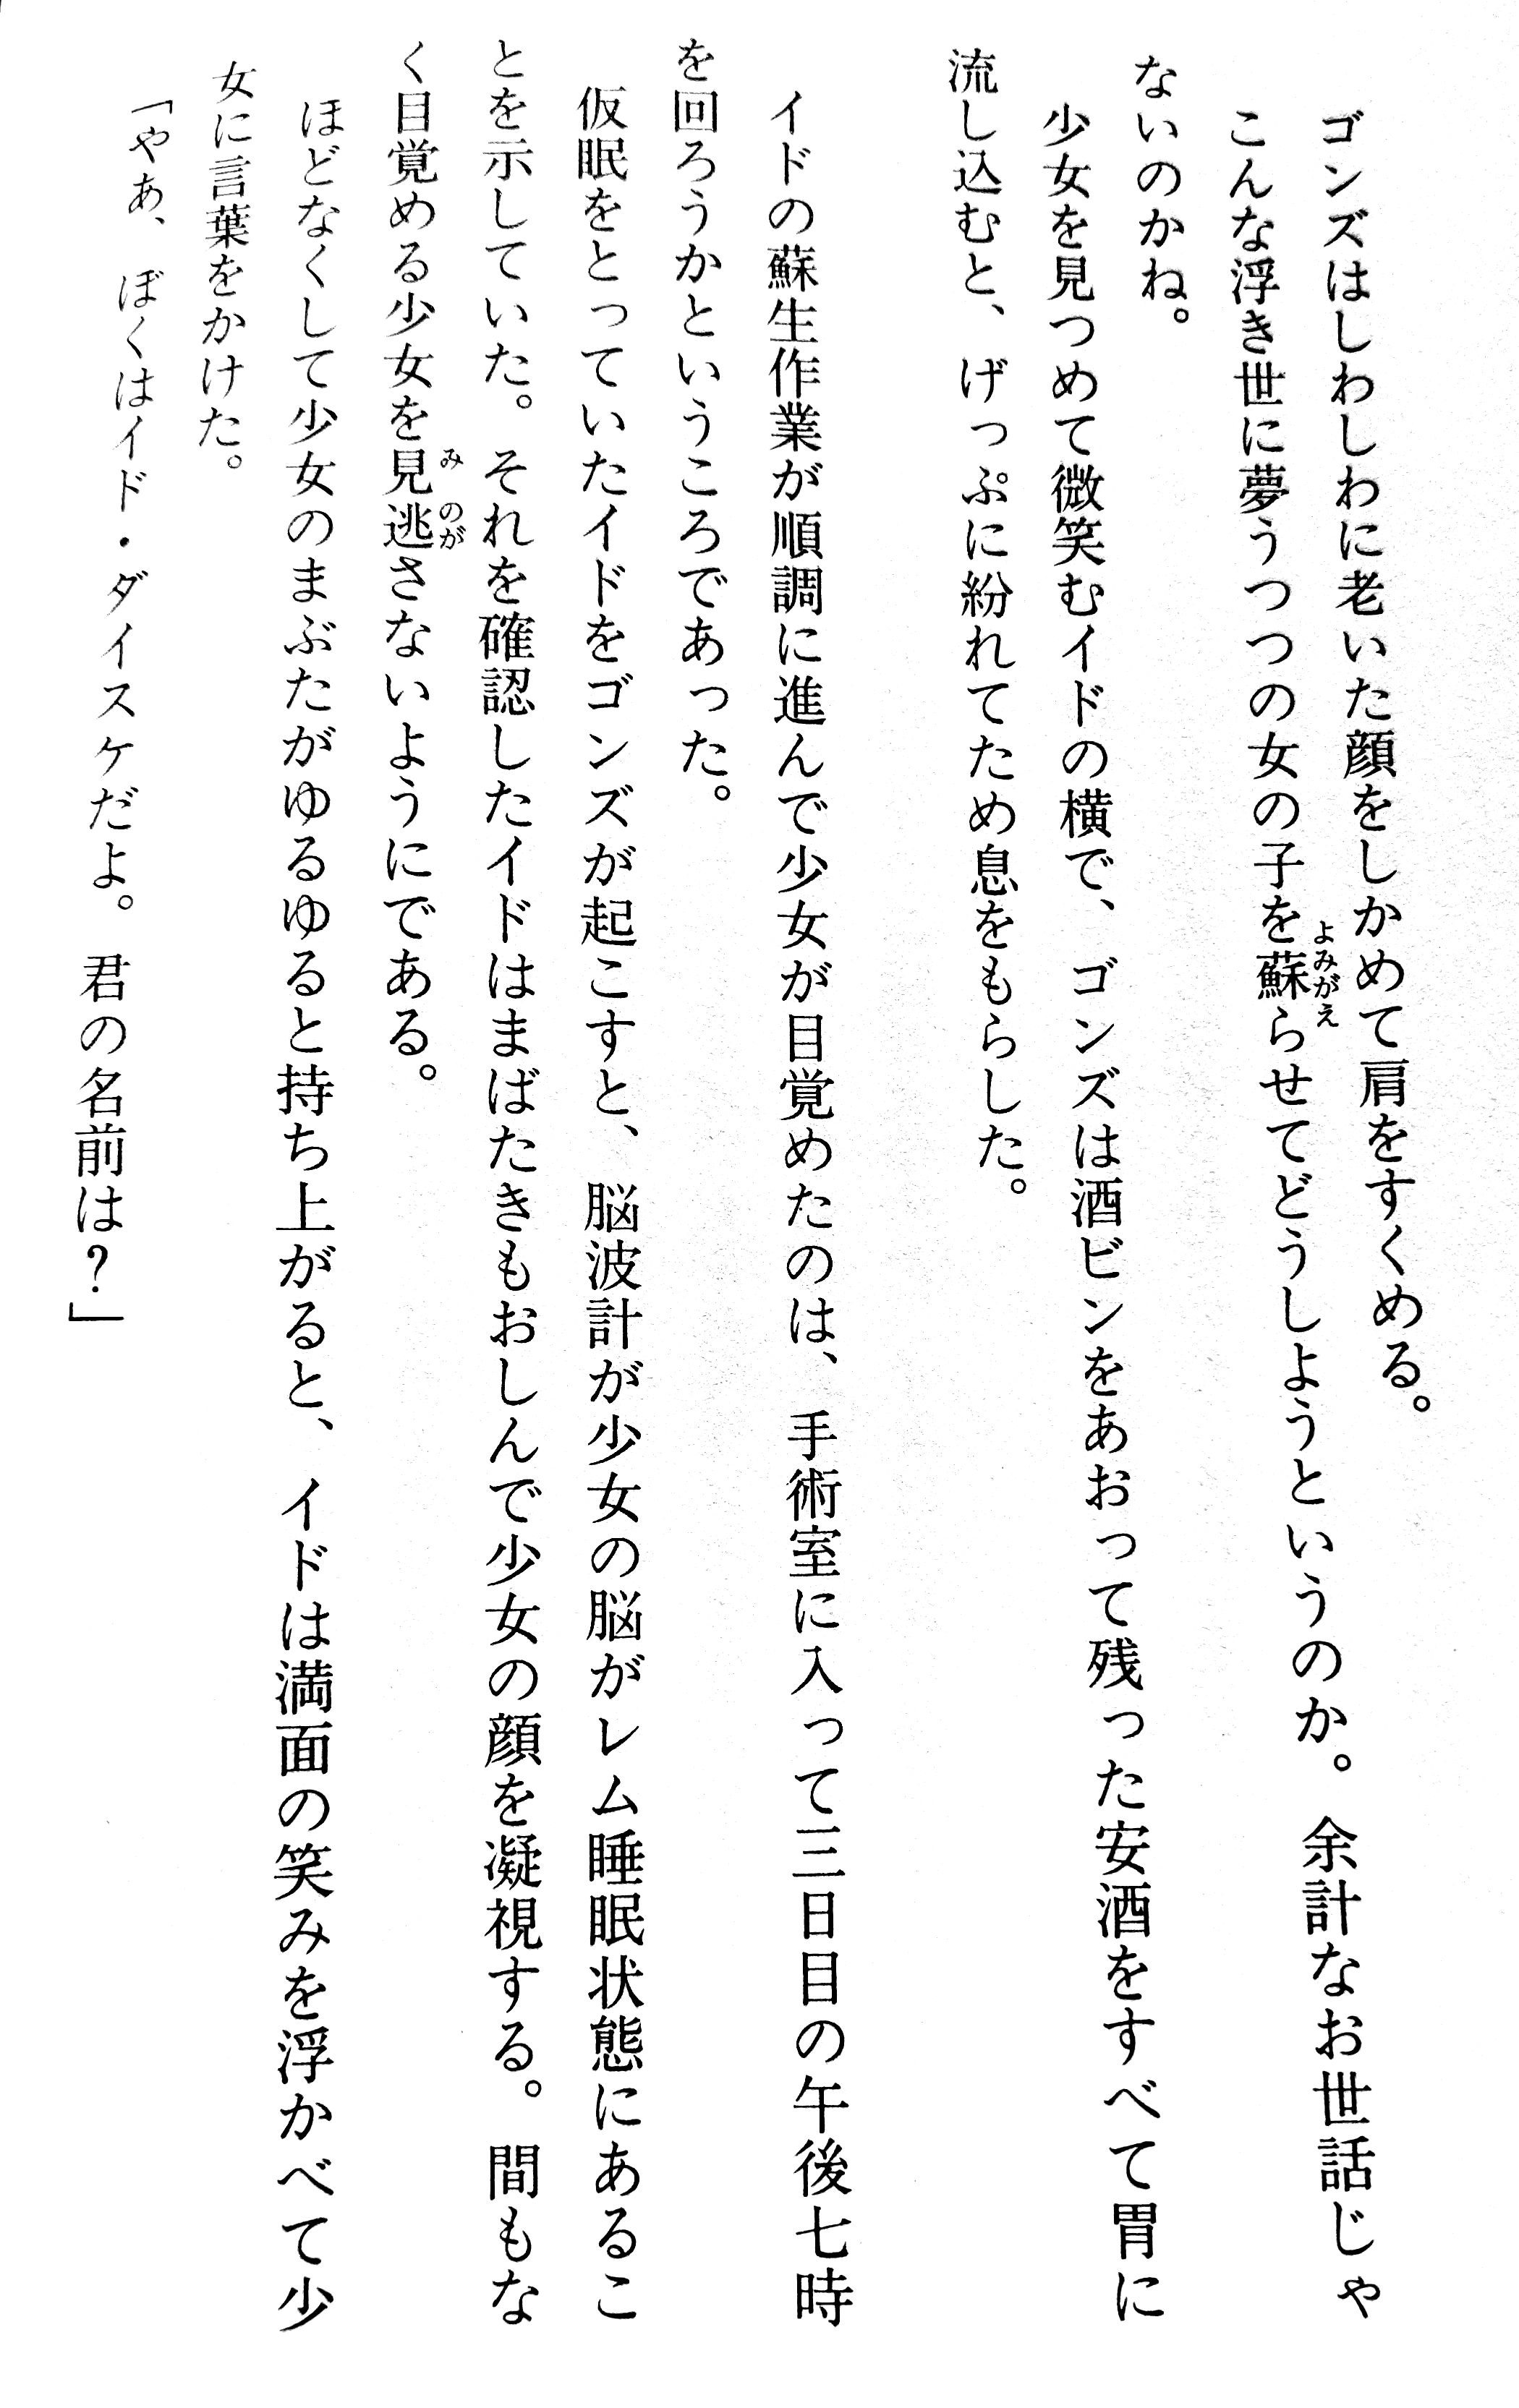 ゴンズはしわしわに老いた顔をしかめて肩をすくめる。
こんな浮き世に夢うつつの女の子を蘇らせてどうしようというのか。余計なお世話じゃ
よみがえ
ないのかね。
少女を見つめて微笑むイドの横で、ゴンズは酒ビンをあおって残った安酒をすべて胃に
流し込むと、げっぷに紛れてため息をもらした。
イドの蘇生作業が順調に進んで少女が目覚めたのは、手術室に入って三日目の午後七時
を回ろうかというころであった。
仮眠をとっていたイドをゴンズが起こすと、脳波計が少女の脳がレム睡眠状態にあるこ
とを示していた。それを確認したイドはまばたきもおしんで少女の顔を凝視する。間もな
く目覚める少女を見逃さないようにである。
み のが
ほどなくして少女のまぶたがゆるゆると持ち上がると、イドは満面の笑みを浮かべて少
女に言葉をかけた。
「やあ、ぼくはイド・ダイスケだよ。君の名前は？」